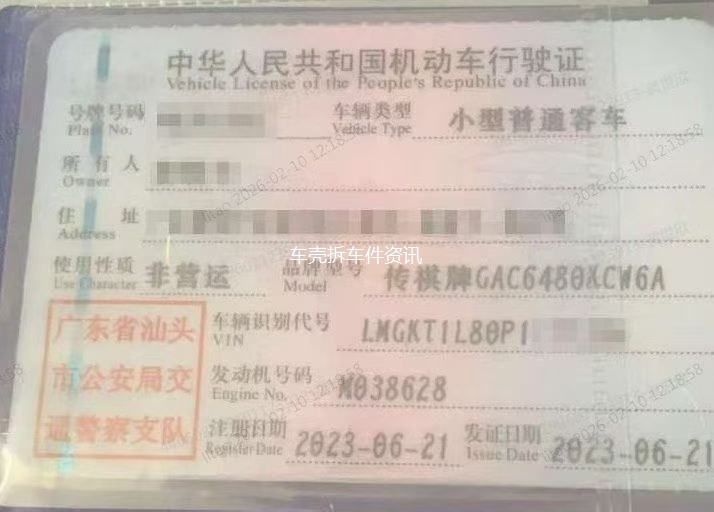 中华人民共和国机动车行驶证
Vehicle License of the People's Republic of China
号牌号码 车辆类型 小型普通客车
Plate No. Vehicle Type
所有人
Owner
住址
Address
车壳拆车件资讯
使用性质 非营运 品牌型号 传祺牌GAC6480KCW6A
Use Character Model
广东省汕头
市公安局交
通警察支队
车辆识别代号 LMGKT1L80P1
VIN
发动机号码 M038628
Engine No.
注册日期 2023-06-21 发证日期 2023-06-21
Register Date Issue Date
2026-02-10 12:18:58